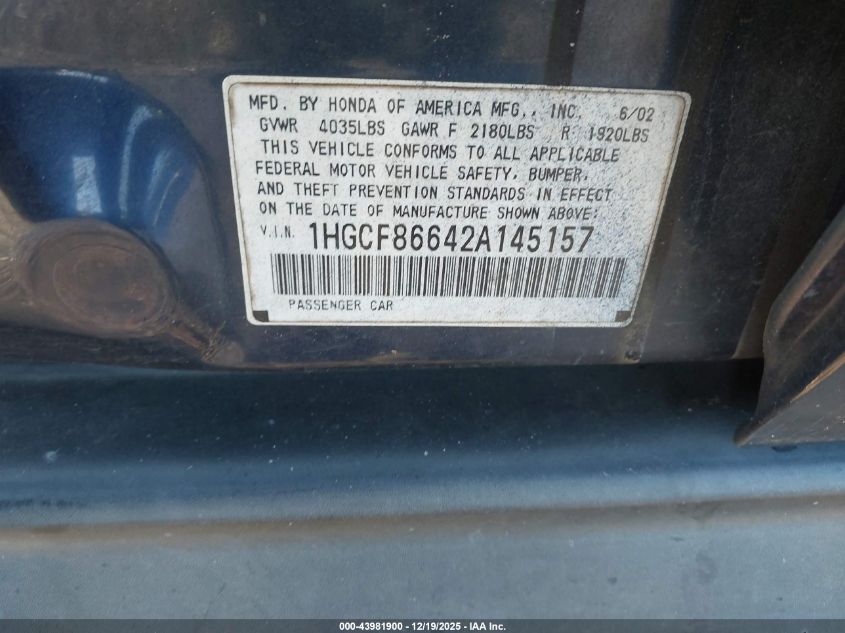 MFD. BY HONDA OF AMERICA MFG., INC. 6/02
GVWR 4035LBS GAWR F 2180LBS R 1920LBS
THIS VEHICLE CONFORMS TO ALL APPLICABLE
FEDERAL MOTOR VEHICLE SAFETY, BUMPER,
AND THEFT PREVENTION STANDARDS IN EFFECT
ON THE DATE OF MANUFACTURE SHOWN ABOVE:
V.I.N. 1HGCF86642A145157
PASSENGER CAR
000-43981900 - 12/19/2025 - IAA Inc.